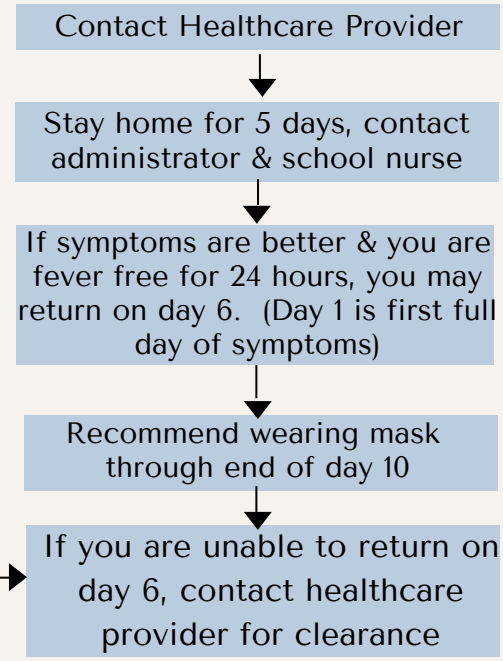 Contact Healthcare Provider
Stay home for 5 days, contact
administrator & school nurse
If symptoms are better & you are
fever free for 24 hours, you may
return on day 6.  (Day 1 is first full
day of symptoms)
Recommend wearing mask
through end of day 10
If you are unable to return on
day 6, contact healthcare
provider for clearance